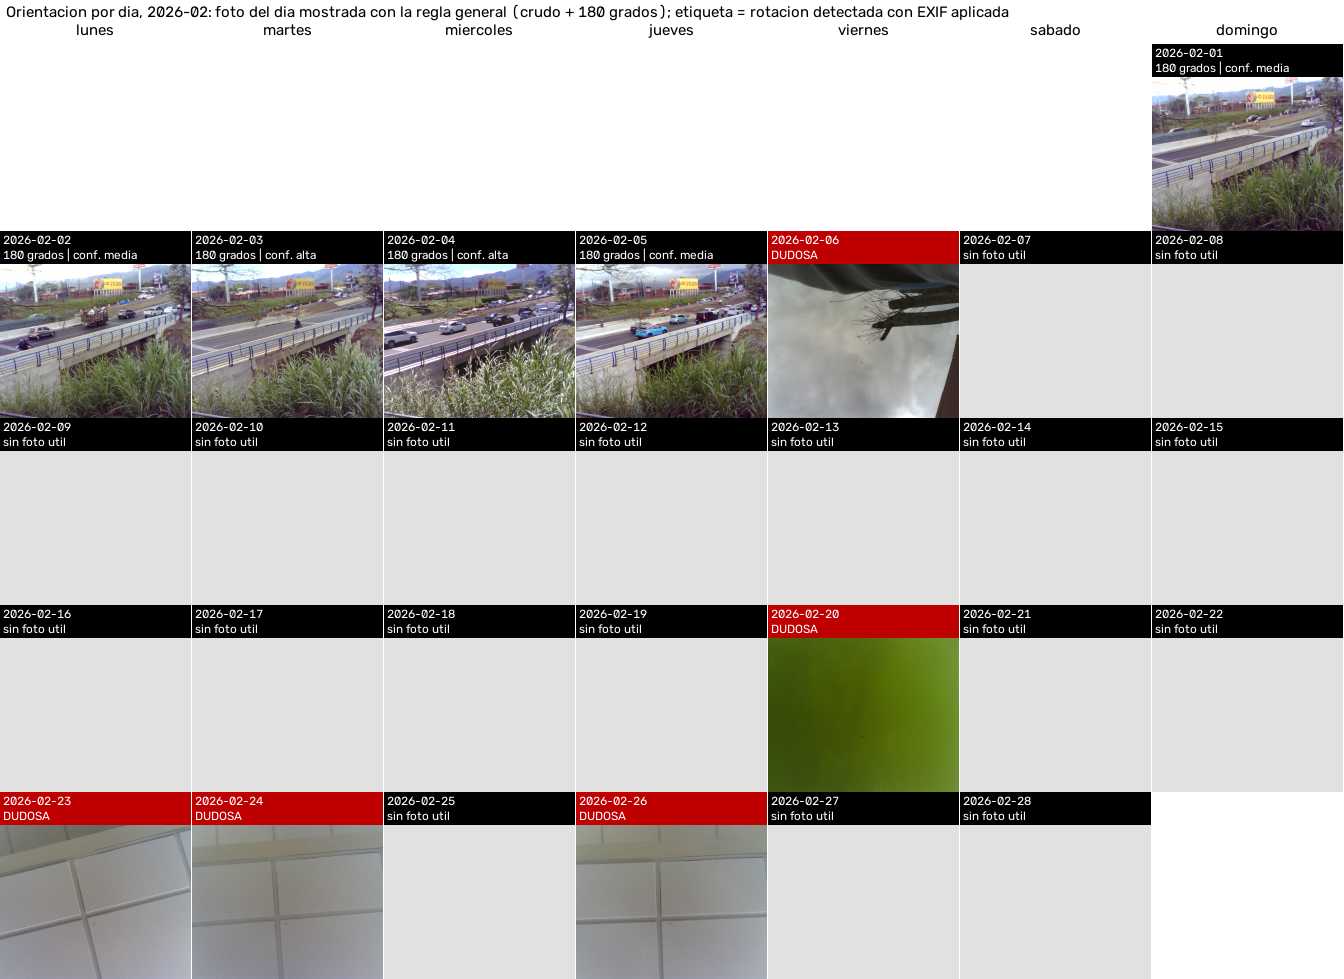 Orientacion por dia, 2026-02: foto del dia mostrada con la regla general (crudo + 180 grados); etiqueta = rotacion detectada con EXIF aplicada
lunes martes miercoles jueves viernes sabado domingo
2026-02-01
180 grados | conf. media
2026-02-02
180 grados | conf. media
2026-02-03
180 grados | conf. alta
2026-02-04
180 grados | conf. alta
2026-02-05
180 grados | conf. media
2026-02-06
DUDOSA
2026-02-07
sin foto util
2026-02-08
sin foto util
2026-02-09
sin foto util
2026-02-10
sin foto util
2026-02-11
sin foto util
2026-02-12
sin foto util
2026-02-13
sin foto util
2026-02-14
sin foto util
2026-02-15
sin foto util
2026-02-16
sin foto util
2026-02-17
sin foto util
2026-02-18
sin foto util
2026-02-19
sin foto util
2026-02-20
DUDOSA
2026-02-21
sin foto util
2026-02-22
sin foto util
2026-02-23
DUDOSA
2026-02-24
DUDOSA
2026-02-25
sin foto util
2026-02-26
DUDOSA
2026-02-27
sin foto util
2026-02-28
sin foto util